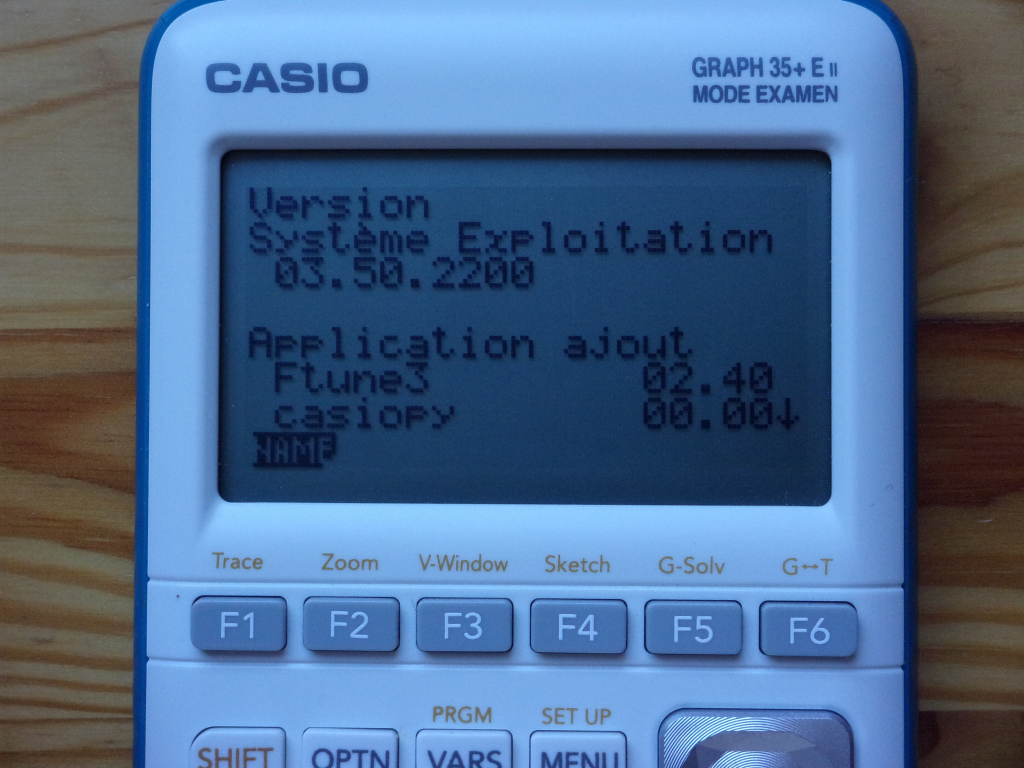 CASIO
GRAPH 35+ E II
MODE EXAMEN
Version
Système Exploitation
03.50.2200
Application ajout
Ftune3 02.40
casiopy 00.00↓
NAME
Trace Zoom V-Window Sketch G-Solv G↔T
F1 F2 F3 F4 F5 F6
PRGM SET UP
SHIFT OPTN VARS MENU